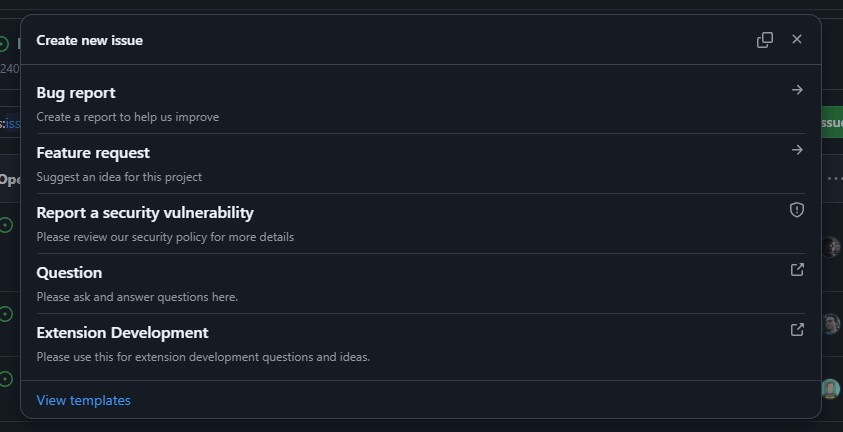 Create new issue
Bug report
Create a report to help us improve
Feature request
Suggest an idea for this project
Report a security vulnerability
Please review our security policy for more details
Question
Please ask and answer questions here.
Extension Development
Please use this for extension development questions and ideas.
View templates
240
s:iss
Ope
ssue